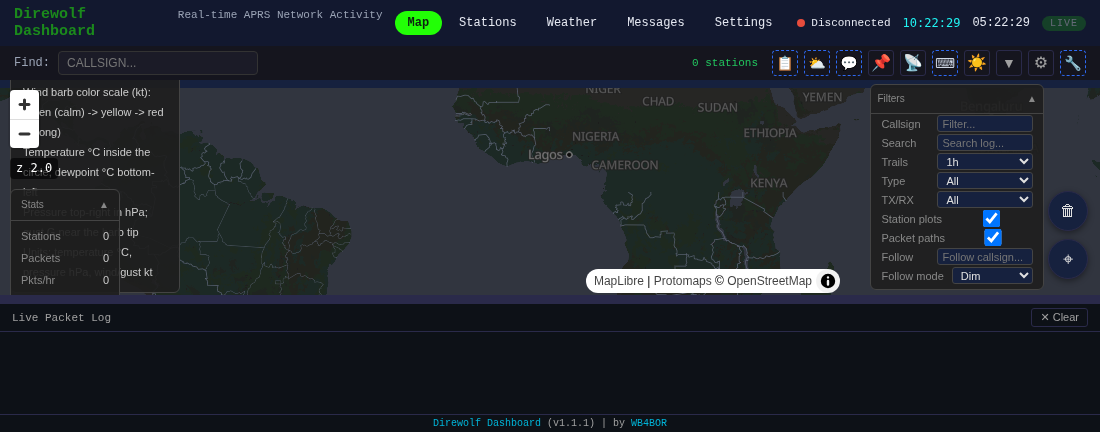 Direwolf
Dashboard
Real-time APRS Network Activity
Map
Stations
Weather
Messages
Settings
Disconnected
10:22:29
05:22:29
LIVE
Find:
CALLSIGN...
0 stations
Wind barb color scale (kt):
(calm) -> yellow -> red
Temperature °C inside the
dewpoint °C bottom-
z 2.0
Stats ▲
Stations 0
Packets 0
Pkts/hr 0
hPa;
tip
°C,
gust kt
NIGER
CHAD
SUDAN
YEMEN
NIGERIA
ETHIOPIA
Lagos
CAMEROON
KENYA
Filters ▲
Callsign Filter...
Search Search log...
Trails 1h
Type All
TX/RX All
Station plots
Packet paths
Follow Follow callsign...
Follow mode Dim
MapLibre | Protomaps © OpenStreetMap
Live Packet Log
✕ Clear
Direwolf Dashboard (v1.1.1) | by WB4BOR